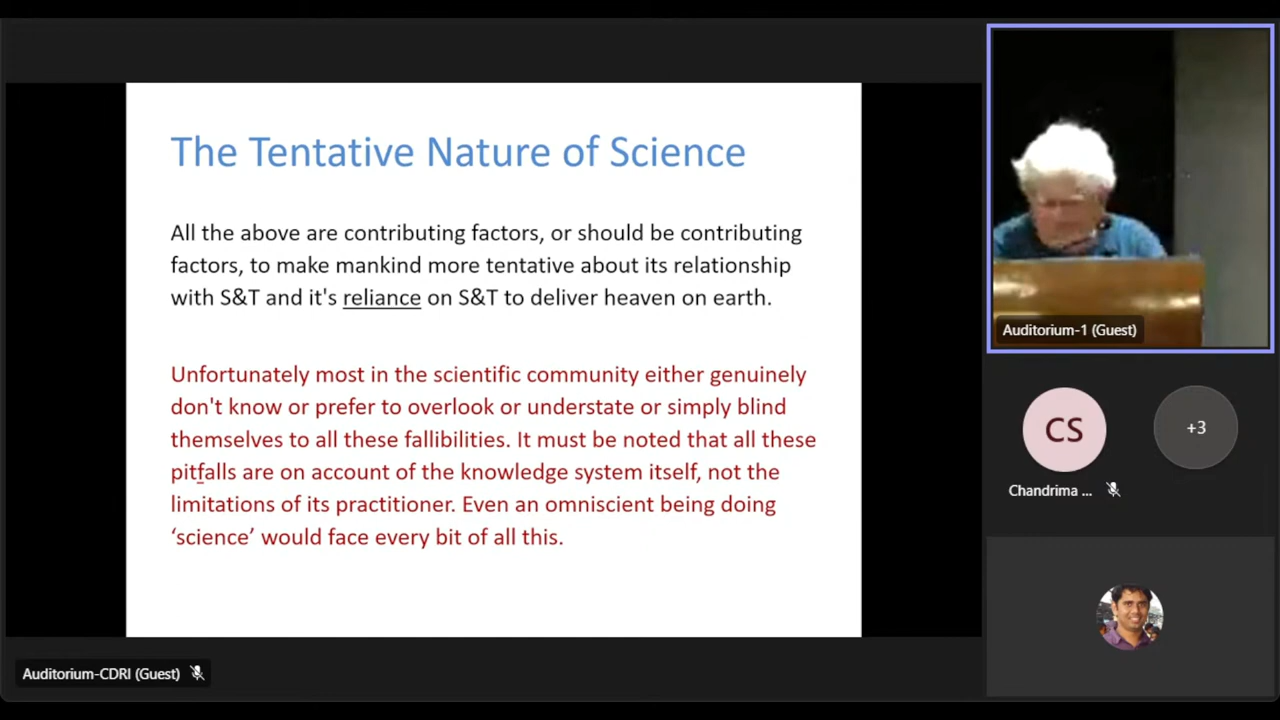 The Tentative Nature of Science
All the above are contributing factors, or should be contributing
factors, to make mankind more tentative about its relationship
with S&T and it's reliance on S&T to deliver heaven on earth.
Unfortunately most in the scientific community either genuinely
don't know or prefer to overlook or understate or simply blind
themselves to all these fallibilities. It must be noted that all these
pitfalls are on account of the knowledge system itself, not the
limitations of its practitioner. Even an omniscient being doing
‘science’ would face every bit of all this.
Auditorium-CDRI (Guest)
Auditorium-1 (Guest)
CS
Chandrima ...
+3